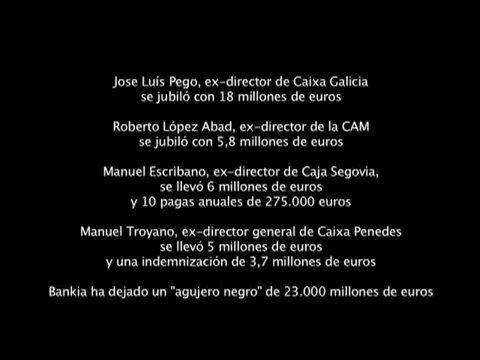 Jose Luís Pego, ex-director de Caixa Galicia
se jubiló con 18 millones de euros
Roberto López Abad, ex-director de la CAM
se jubiló con 5,8 millones de euros
Manuel Escribano, ex-director de Caja Segovia,
se llevó 6 millones de euros
y 10 pagas anuales de 275.000 euros
Manuel Troyano, ex-director general de Caixa Penedes
se llevó 5 millones de euros
y una indemnización de 3,7 millones de euros
Bankia ha dejado un "agujero negro" de 23.000 millones de euros